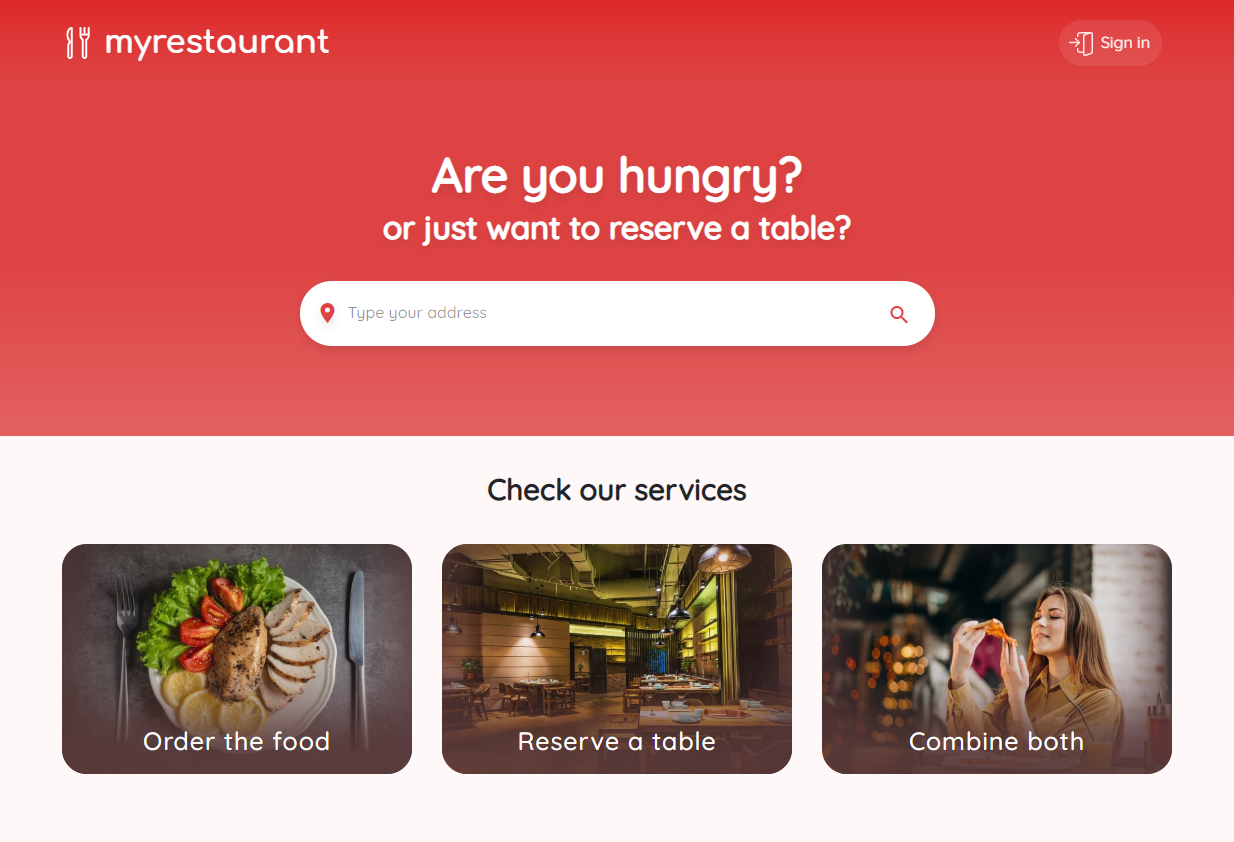 myrestaurant
Sign in
Are you hungry?
or just want to reserve a table?
Type your address
Check our services
Order the food
Reserve a table
Combine both